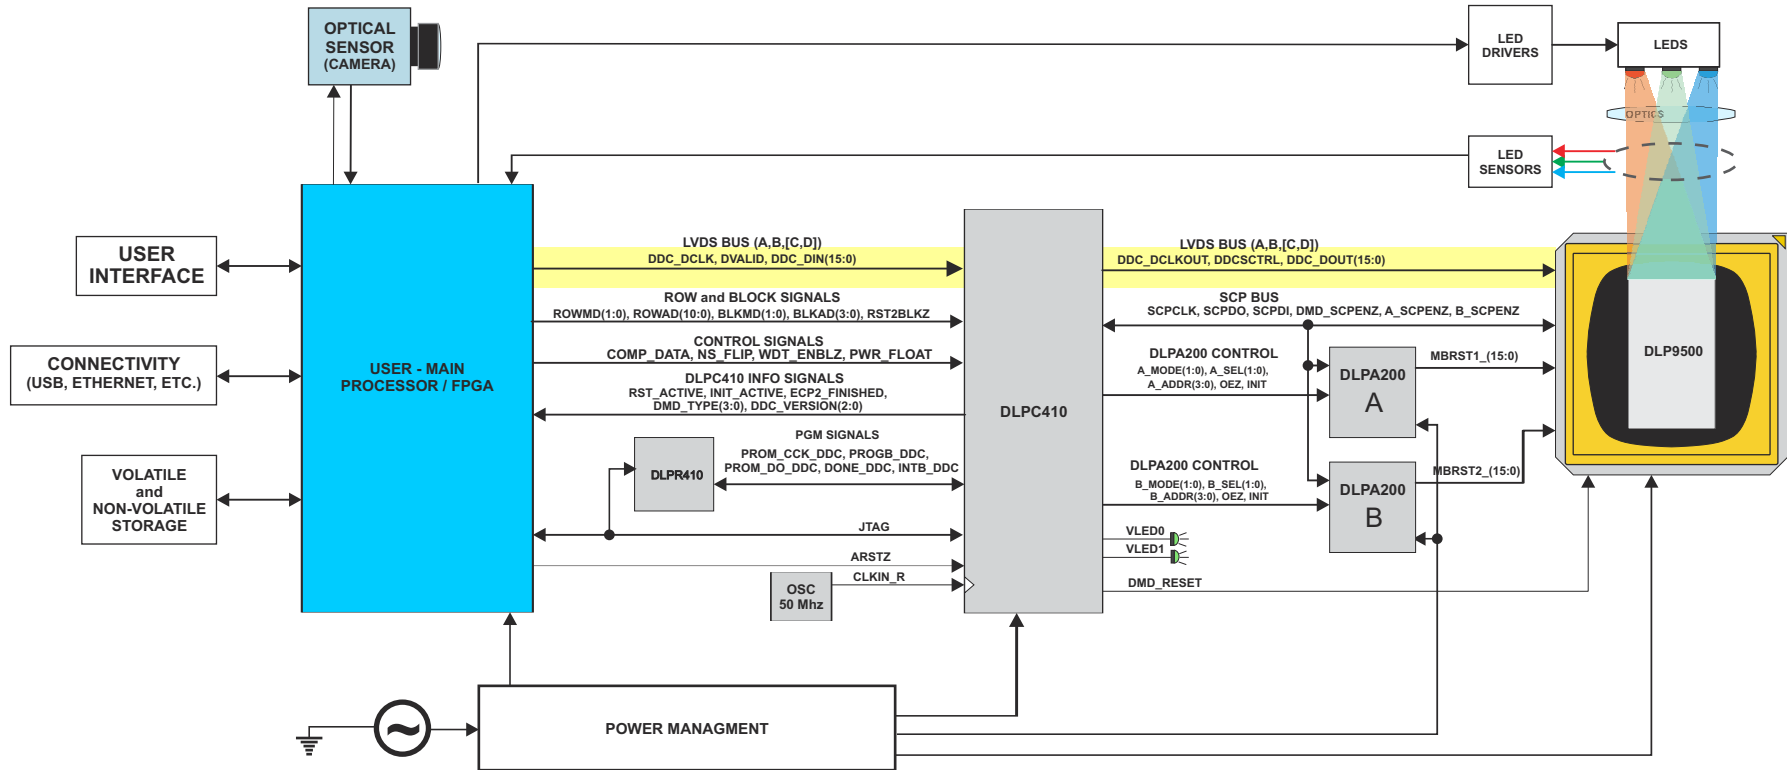 OPTICAL
SENSOR
(CAMERA)
LED
DRIVERS
LEDS
OPTICS
LED
SENSORS
USER
INTERFACE
CONNECTIVITY
(USB, ETHERNET, ETC.)
VOLATILE
and
NON-VOLATILE
STORAGE
USER - MAIN
PROCESSOR / FPGA
LVDS BUS (A,B,[C,D])
DDC_DCLK, DVALID, DDC_DIN(15:0)
ROW and BLOCK SIGNALS
ROWMD(1:0), ROWAD(10:0), BLKMD(1:0), BLKAD(3:0), RST2BLKZ
CONTROL SIGNALS
COMP_DATA, NS_FLIP, WDT_ENBLZ, PWR_FLOAT
DLPC410 INFO SIGNALS
RST_ACTIVE, INIT_ACTIVE, ECP2_FINISHED,
DMD_TYPE(3:0), DDC_VERSION(2:0)
PGM SIGNALS
PROM_CCK_DDC, PROGB_DDC,
PROM_DO_DDC, DONE_DDC, INTB_DDC
DLPR410
JTAG
ARSTZ
CLKIN_R
OSC
50 Mhz
DLPC410
LVDS BUS (A,B,[C,D])
DDC_DCLKOUT, DDCSCTRL, DDC_DOUT(15:0)
SCP BUS
SCPCLK, SCPDO, SCPDI, DMD_SCPENZ, A_SCPENZ, B_SCPENZ
DLPA200 CONTROL
A_MODE(1:0), A_SEL(1:0),
A_ADDR(3:0), OEZ, INIT
DLPA200
A
MBRST1_(15:0)
DLPA200 CONTROL
B_MODE(1:0), B_SEL(1:0),
B_ADDR(3:0), OEZ, INIT
DLPA200
B
MBRST2_(15:0)
VLED0
VLED1
DMD_RESET
DLP9500
POWER MANAGMENT